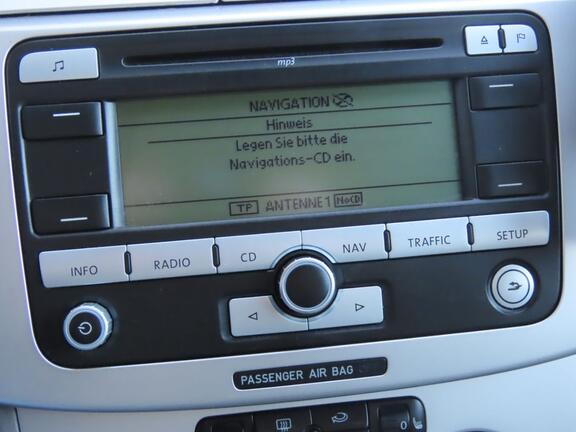 mp3
NAVIGATION
Hinweis
Legen Sie bitte die
Navigations-CD ein.
TP ANTENNE1 NoCD
INFO RADIO CD NAV TRAFFIC SETUP
PASSENGER AIR BAG
0